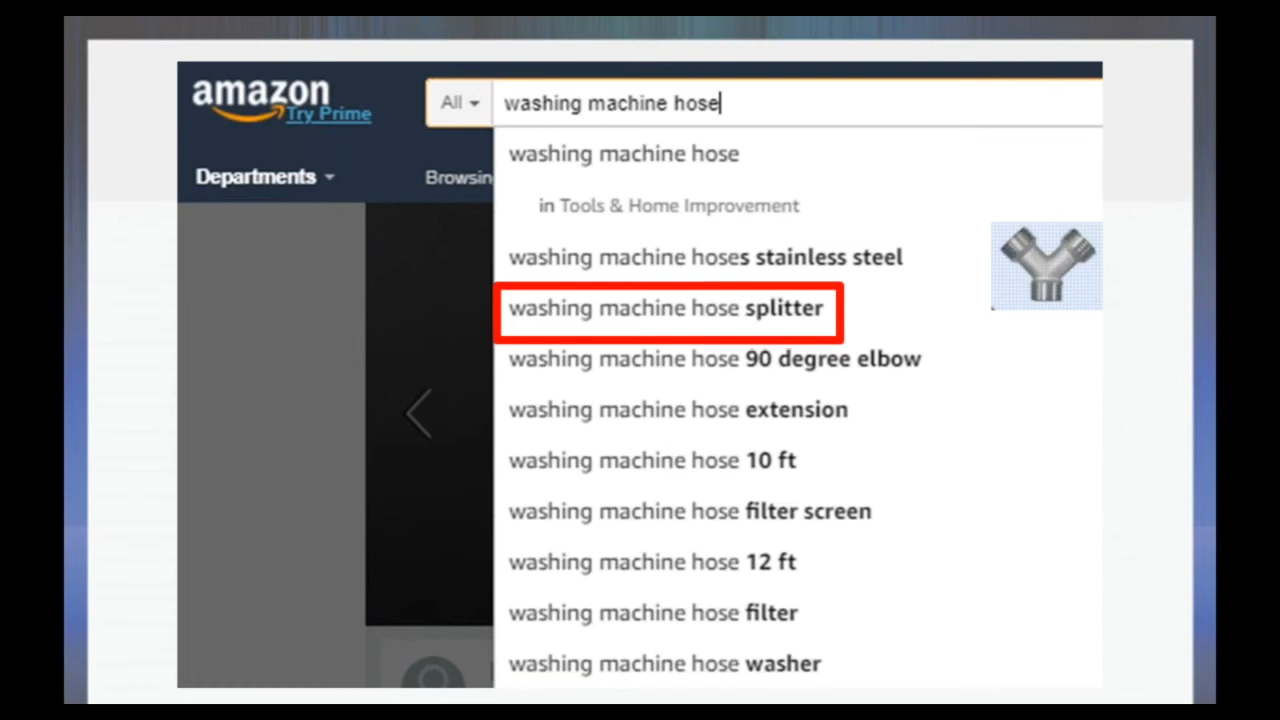 amazon
Try Prime
All
washing machine hose
Departments
Browsin
washing machine hose
in Tools & Home Improvement
washing machine hoses stainless steel
washing machine hose splitter
washing machine hose 90 degree elbow
washing machine hose extension
washing machine hose 10 ft
washing machine hose filter screen
washing machine hose 12 ft
washing machine hose filter
washing machine hose washer